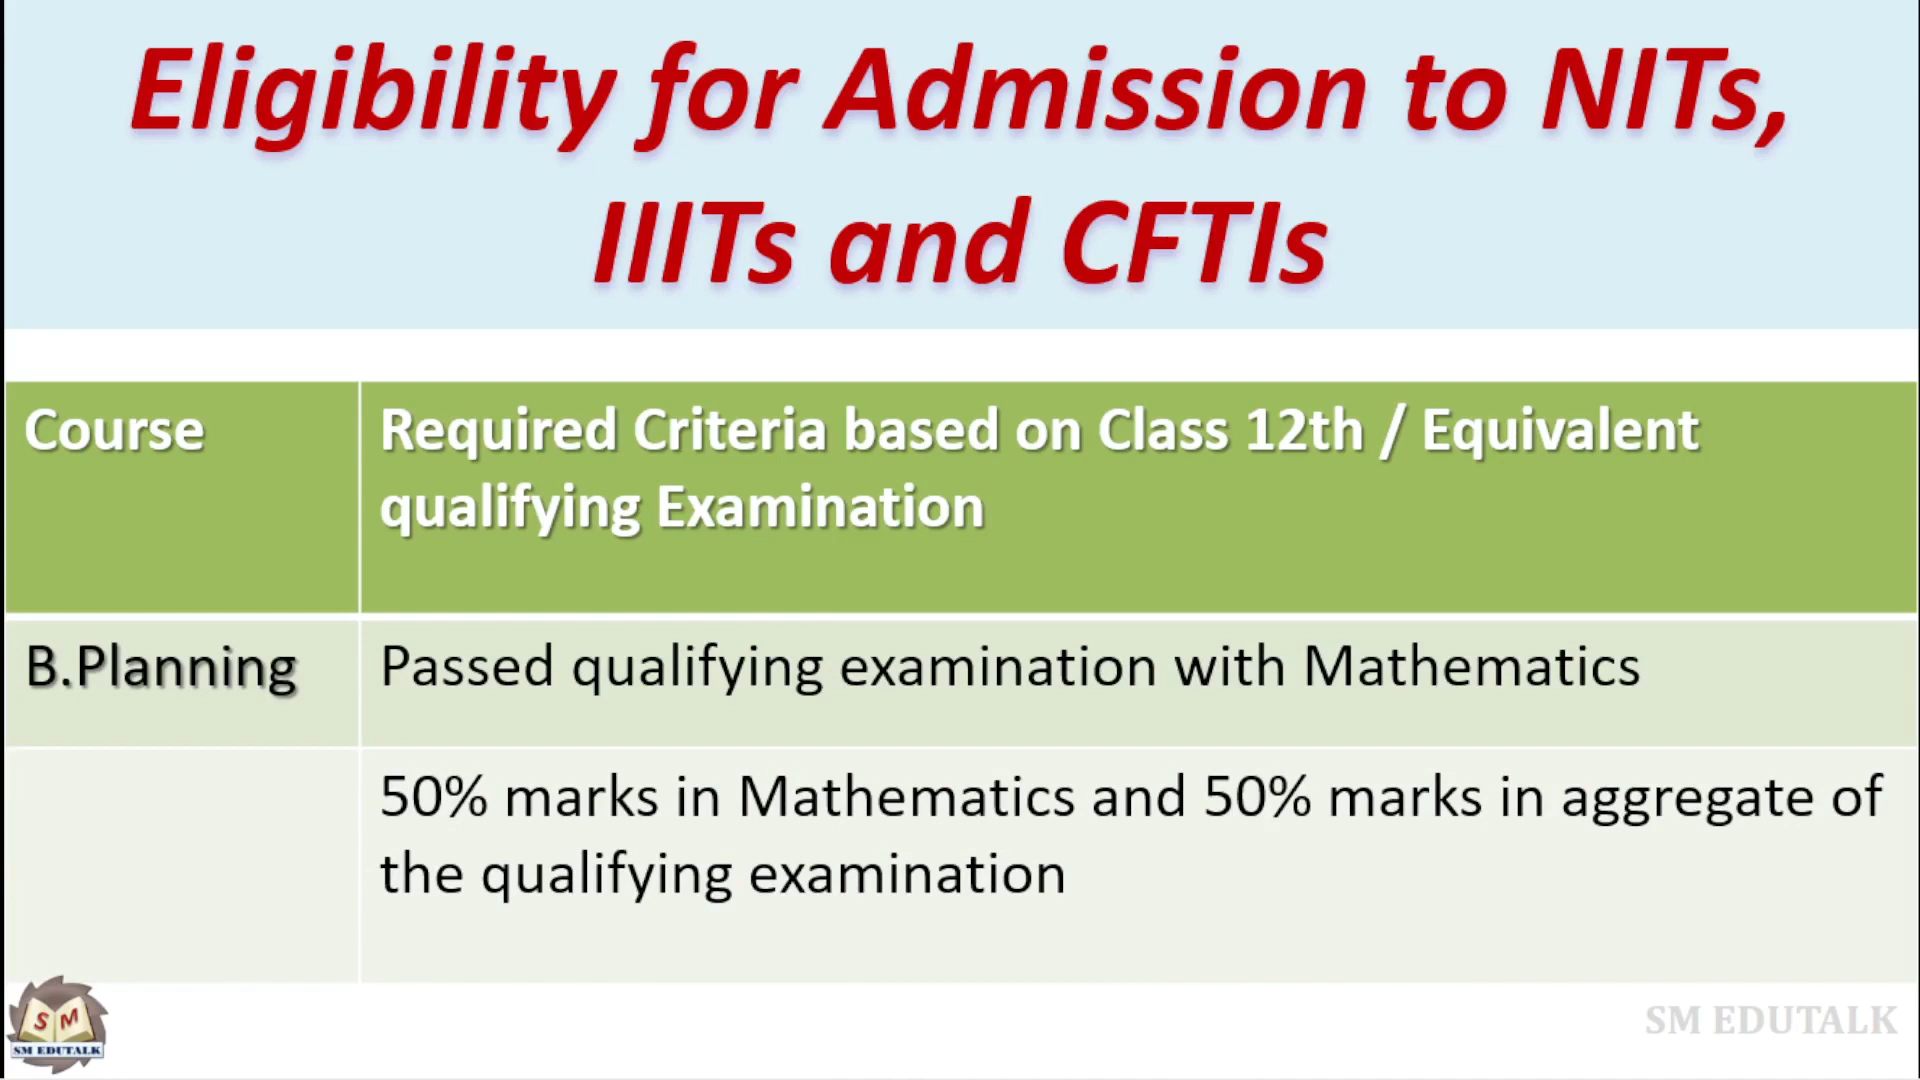 Eligibility for Admission to NITs,
IIITs and CFTIs
Course
Required Criteria based on Class 12th / Equivalent
qualifying Examination
B.Planning
Passed qualifying examination with Mathematics
50% marks in Mathematics and 50% marks in aggregate of
the qualifying examination
S M
SM EDUTALK
SM EDUTALK